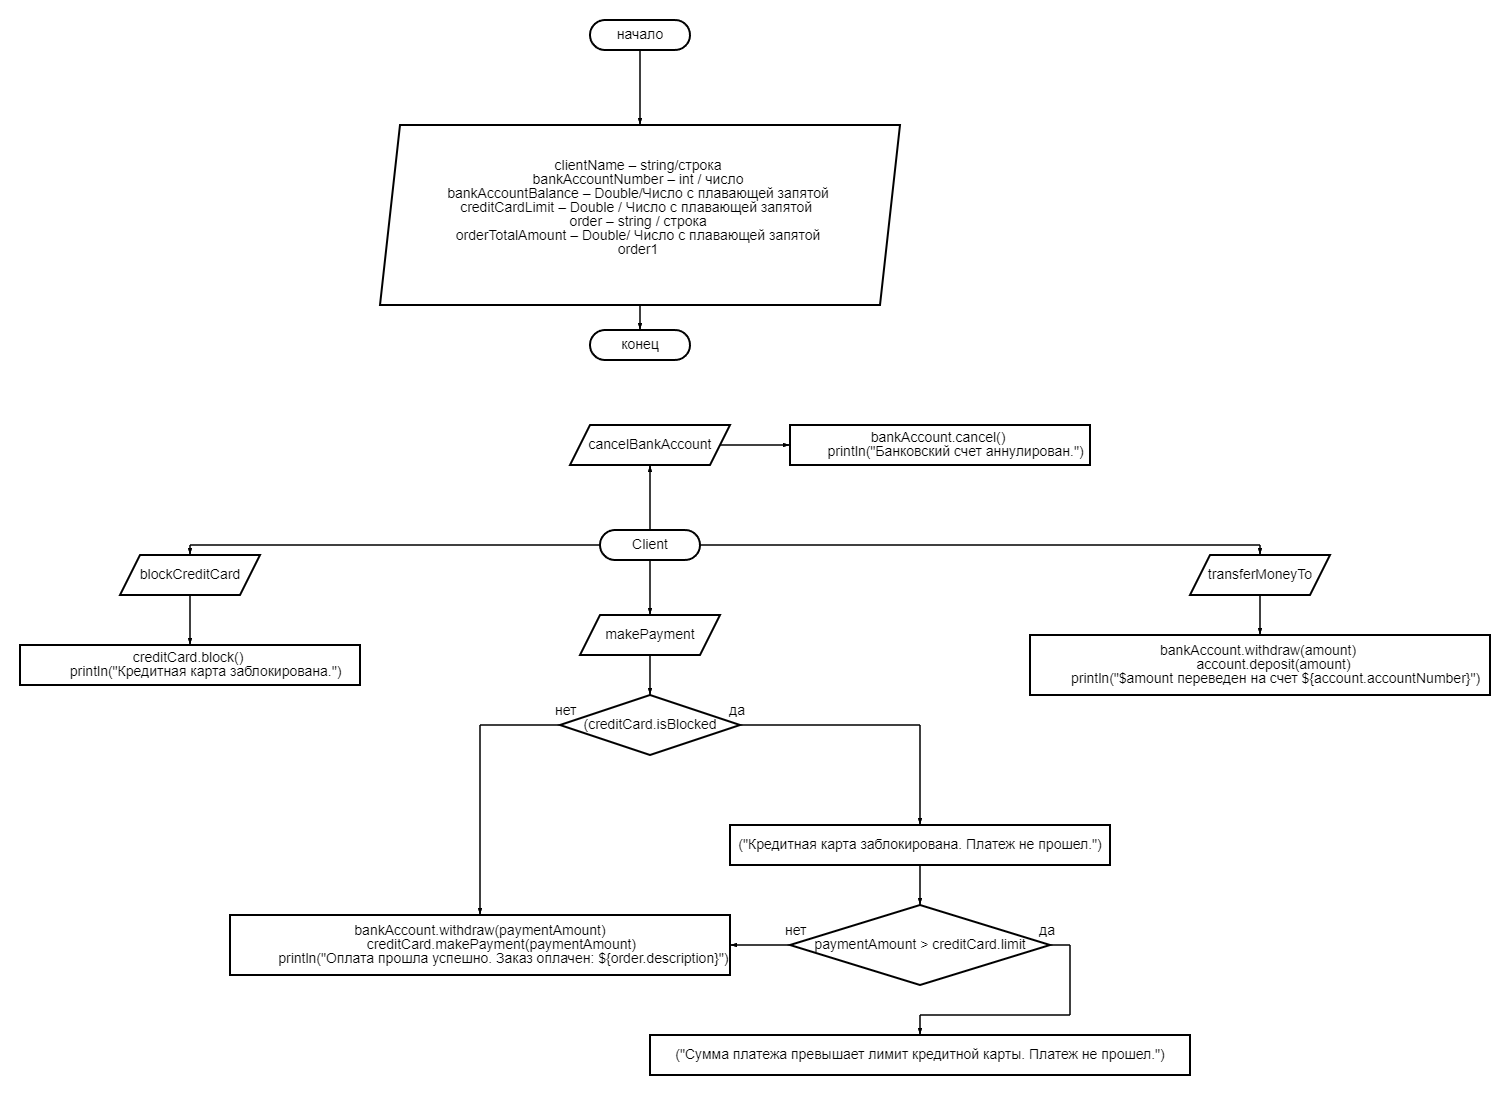 начало
clientName – string/строка
bankAccountNumber – int / число
bankAccountBalance – Double/Число с плавающей запятой
creditCardLimit – Double / Число с плавающей запятой
order – string / строка
orderTotalAmount – Double/ Число с плавающей запятой
order1
конец
cancelBankAccount
bankAccount.cancel()
println("Банковский счет аннулирован.")
Client
blockCreditCard
transferMoneyTo
makePayment
creditCard.block()
println("Кредитная карта заблокирована.")
bankAccount.withdraw(amount)
account.deposit(amount)
println("$amount переведен на счет ${account.accountNumber}")
нет
(creditCard.isBlocked
да
("Кредитная карта заблокирована. Платеж не прошел.")
bankAccount.withdraw(paymentAmount)
creditCard.makePayment(paymentAmount)
println("Оплата прошла успешно. Заказ оплачен: ${order.description}")
нет
paymentAmount > creditCard.limit
да
("Сумма платежа превышает лимит кредитной карты. Платеж не прошел.")